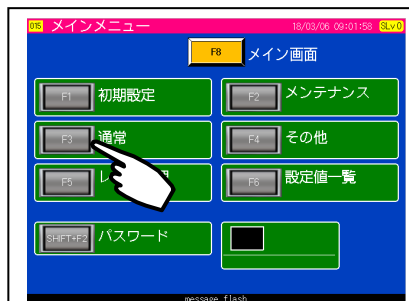 015 メインメニュー 18/03/06 09:01:58 SLv0
F8 メイン画面
F1 初期設定 F2 メンテナンス
F3 通常 F4 その他
F5 F6 設定値一覧
SHIFT+F2 パスワード
message flash